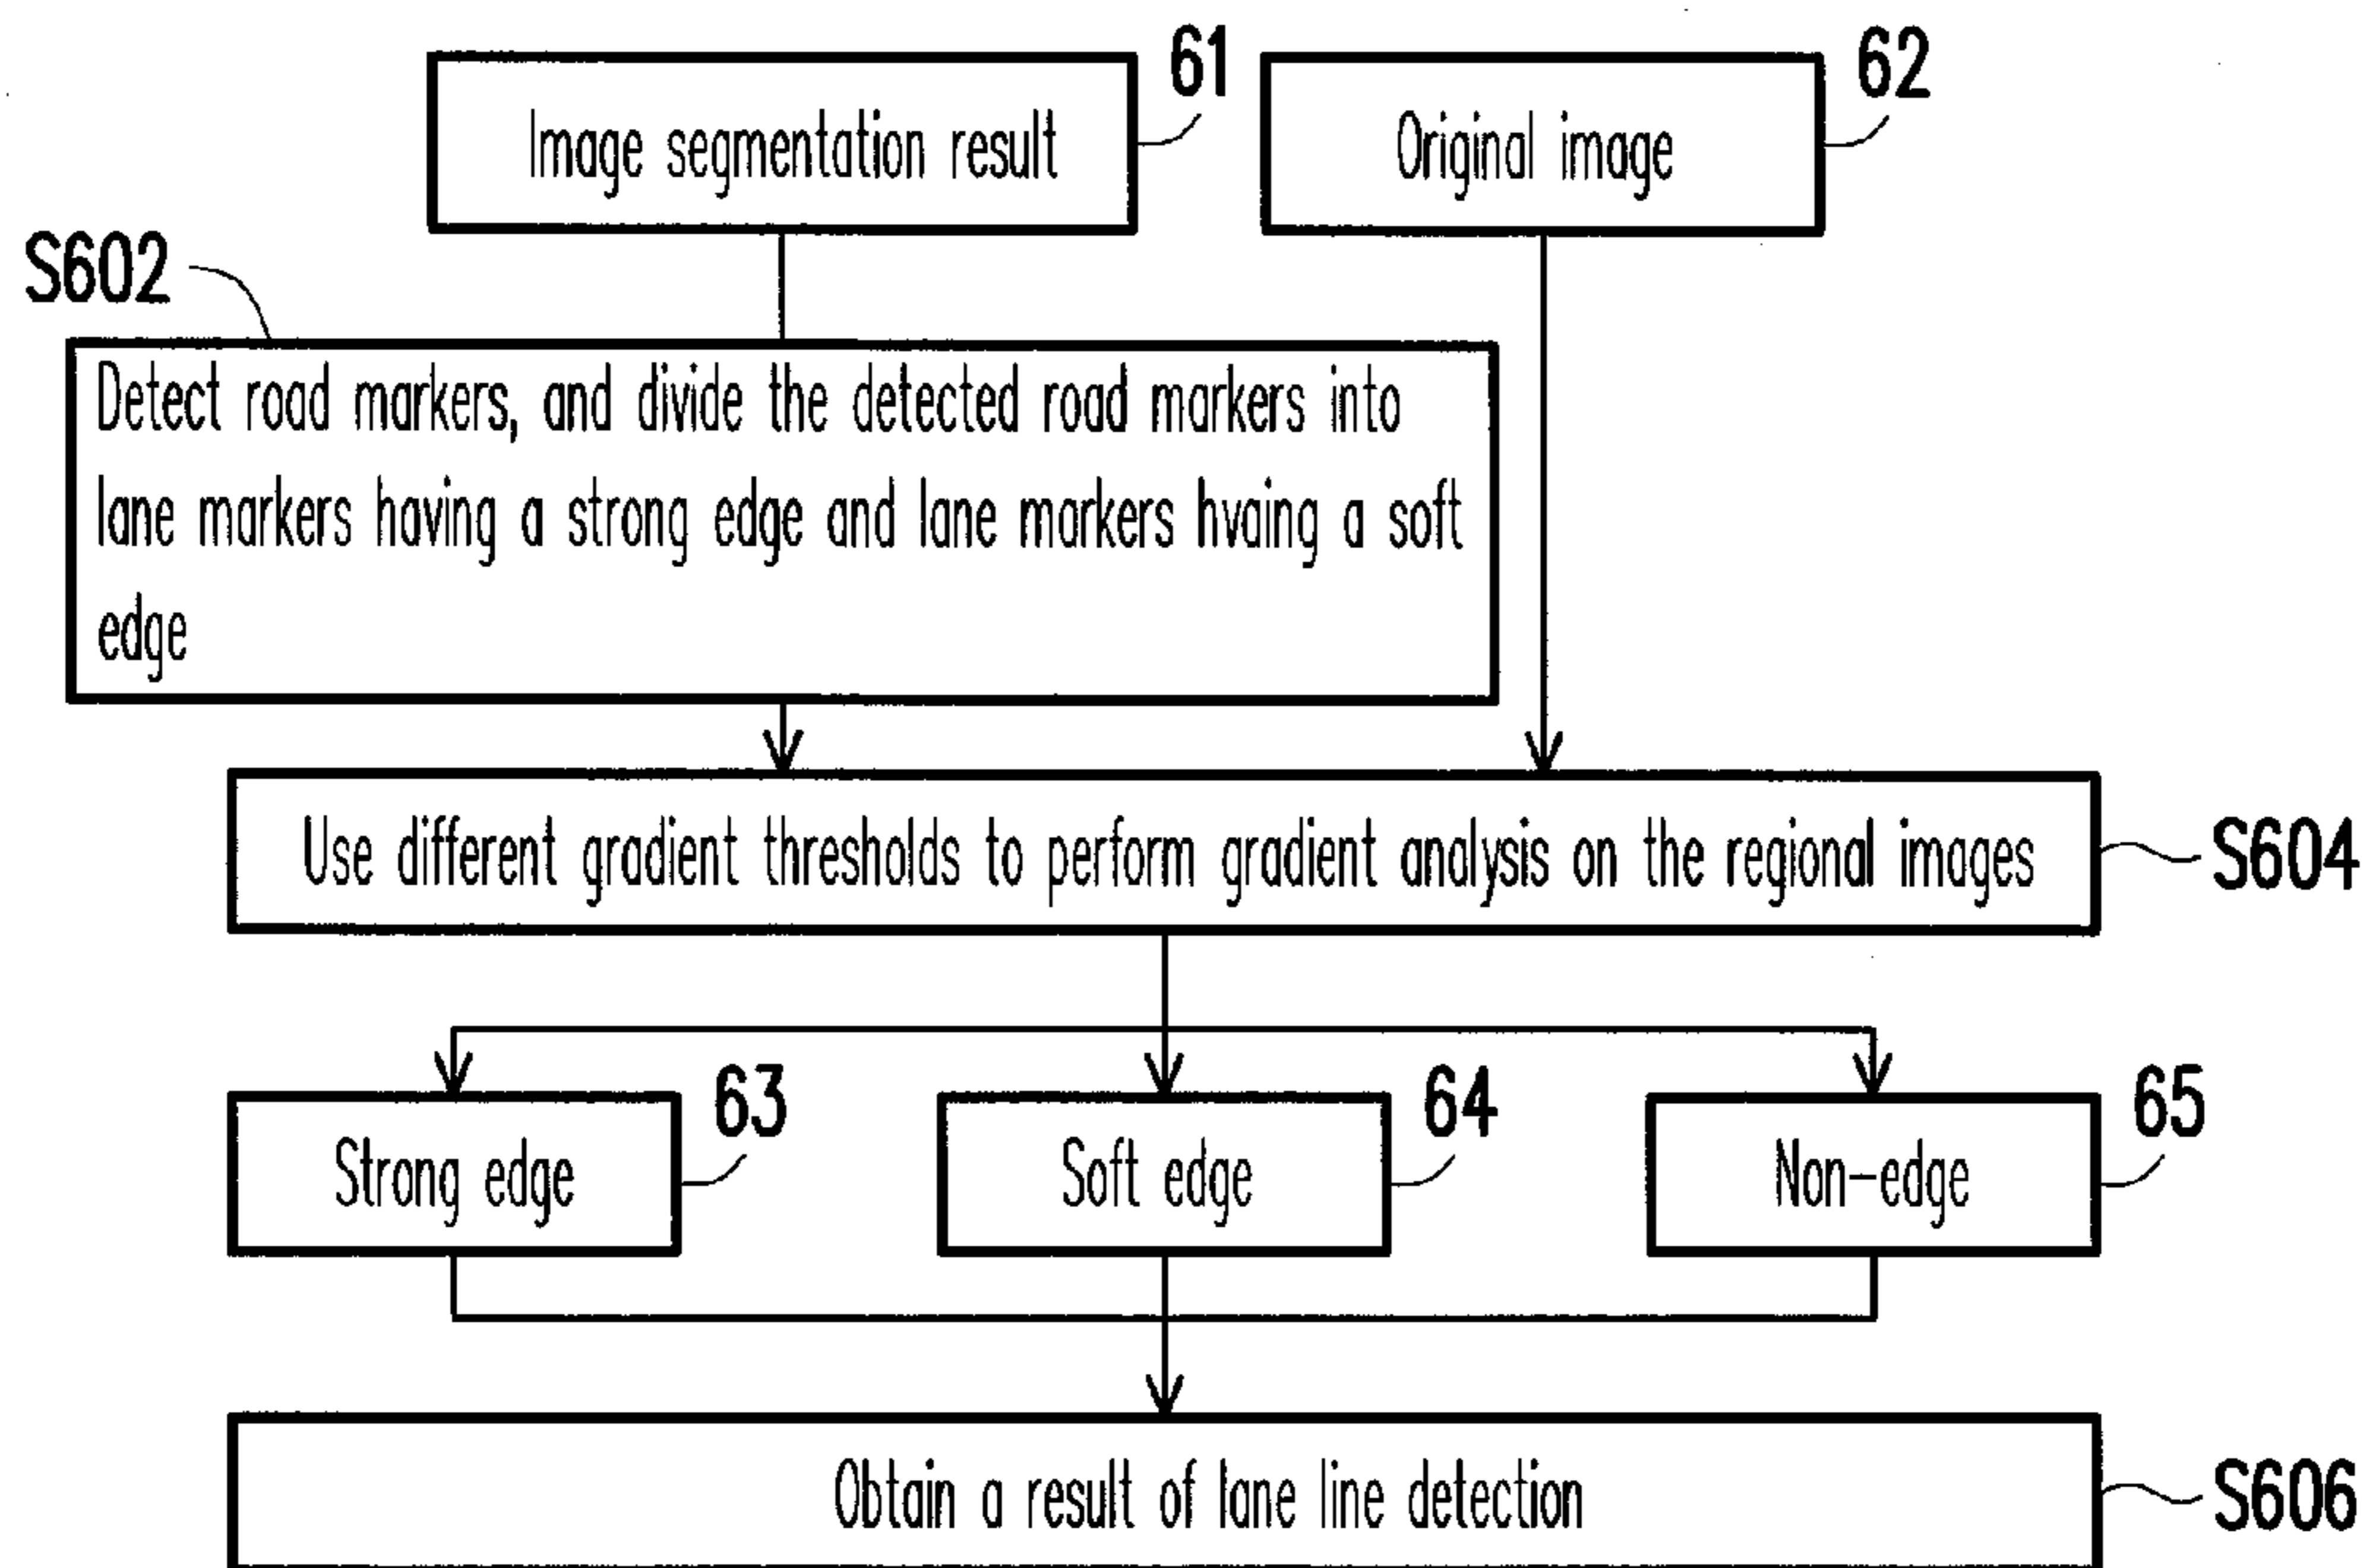 61
62
Image segmentation result
Original image
S602
Detect road markers, and divide the detected road markers into
lane markers having a strong edge and lane markers hvaing a soft
edge
Use different gradient thresholds to perform gradient analysis on the regional images
S604
63
64
65
Strong edge
Soft edge
Non-edge
Obtain a result of lane line detection
S606